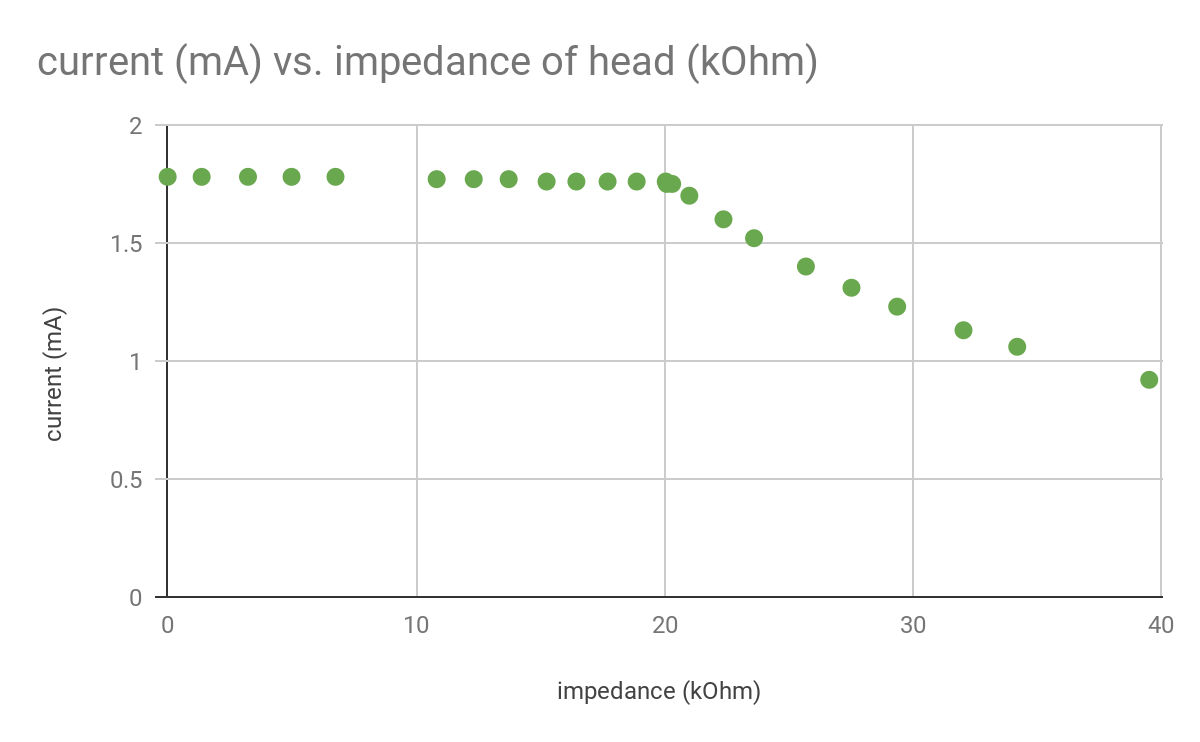 current (mA) vs. impedance of head (kOhm)
2
1.5
1
0.5
0
current (mA)
0 10 20 30 40
impedance (kOhm)